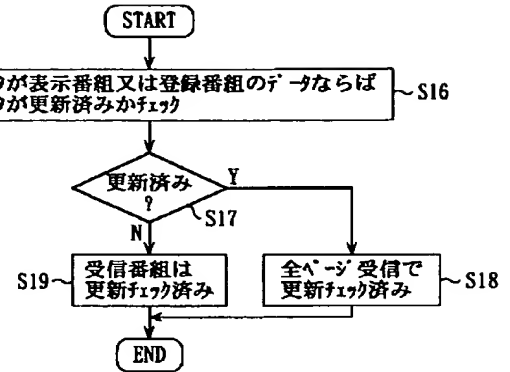 START
が表示番組又は登録番組のﾃﾞｰﾀならば
が更新済みかﾁｪｯｸ
S16
更新済み
?
Y
S17
N
受信番組は
更新ﾁｪｯｸ済み
S19
全ﾍﾟｰｼﾞ受信で
更新ﾁｪｯｸ済み
S18
END